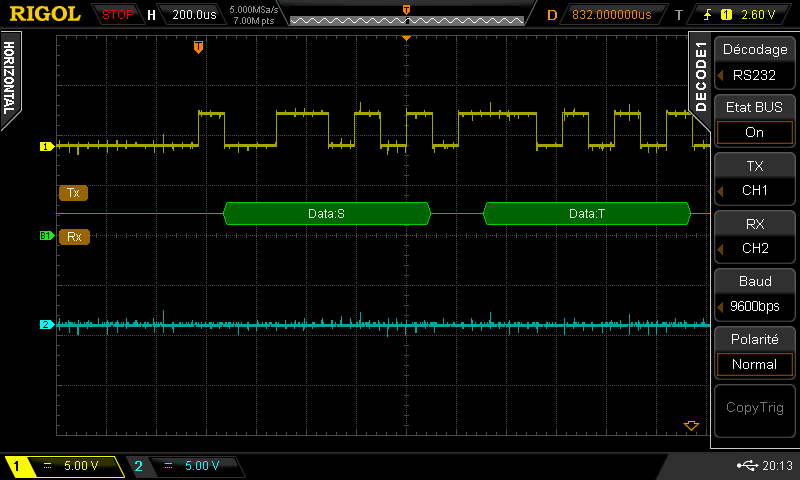 RIGOL STOP H 200.0us 5.000MSa/s 7.00M pts T D 832.000000us T 1 2.60 V
HORIZONTAL
T
DECODE1
Décodage
RS232
Etat BUS
On
1
TX
CH1
Tx
Data:S Data:T
RX
CH2
B1
Rx
Baud
9600bps
2
Polarité
Normal
CopyTrig
1 5.00 V 2 5.00 V 20:13